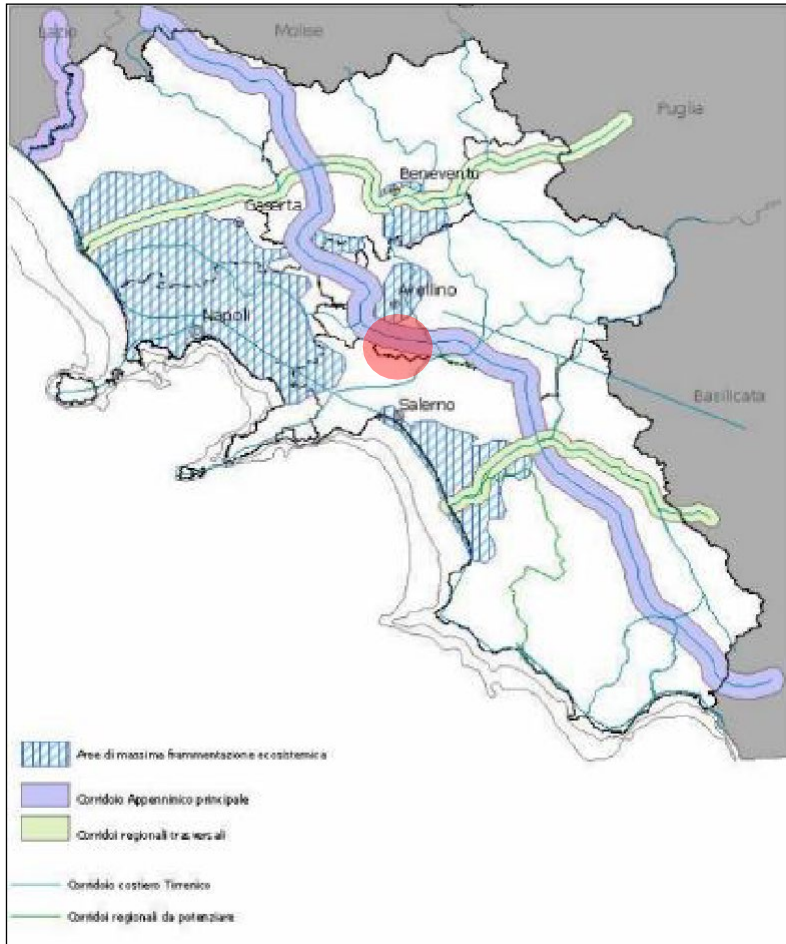 Lazio
Molise
Puglia
Benevento
Caserta
Avellino
Napoli
Basilicata
Salerno
Aree di massima frammentazione ecosistemica
Corridoio Appenninico principale
Corridoi regionali trasversali
Corridoio costiero Tirrenico
Corridoi regionali da potenziare